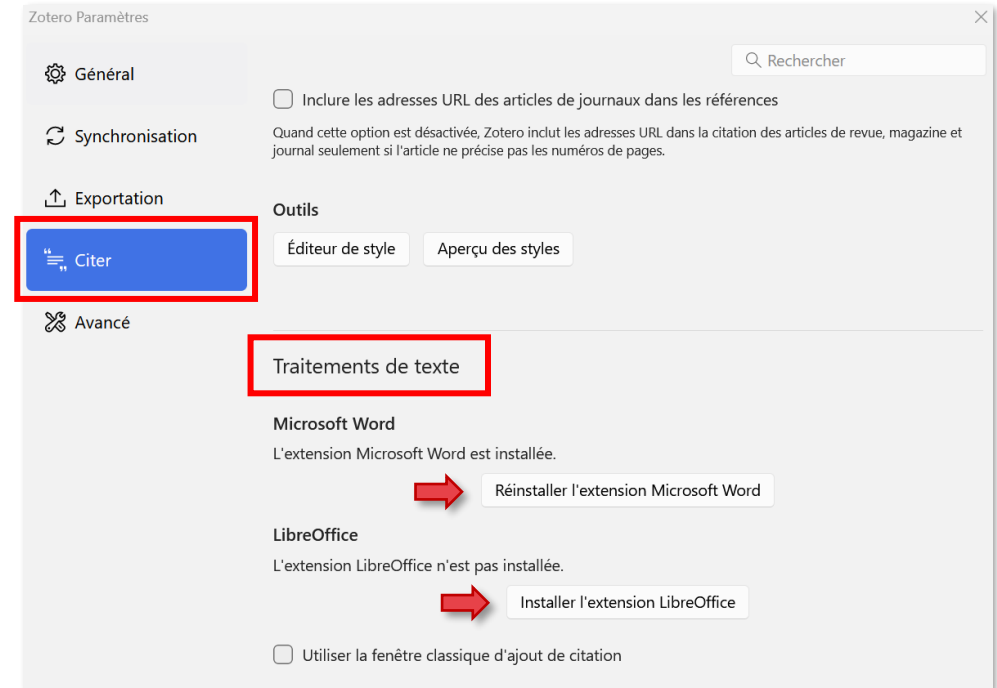 Zotero Paramètres
Rechercher
Général
Synchronisation
Exportation
Citer
Avancé
Inclure les adresses URL des articles de journaux dans les références
Quand cette option est désactivée, Zotero inclut les adresses URL dans la citation des articles de revue, magazine et
journal seulement si l'article ne précise pas les numéros de pages.
Outils
Éditeur de style
Aperçu des styles
Traitements de texte
Microsoft Word
L'extension Microsoft Word est installée.
Réinstaller l'extension Microsoft Word
LibreOffice
L'extension LibreOffice n'est pas installée.
Installer l'extension LibreOffice
Utiliser la fenêtre classique d'ajout de citation